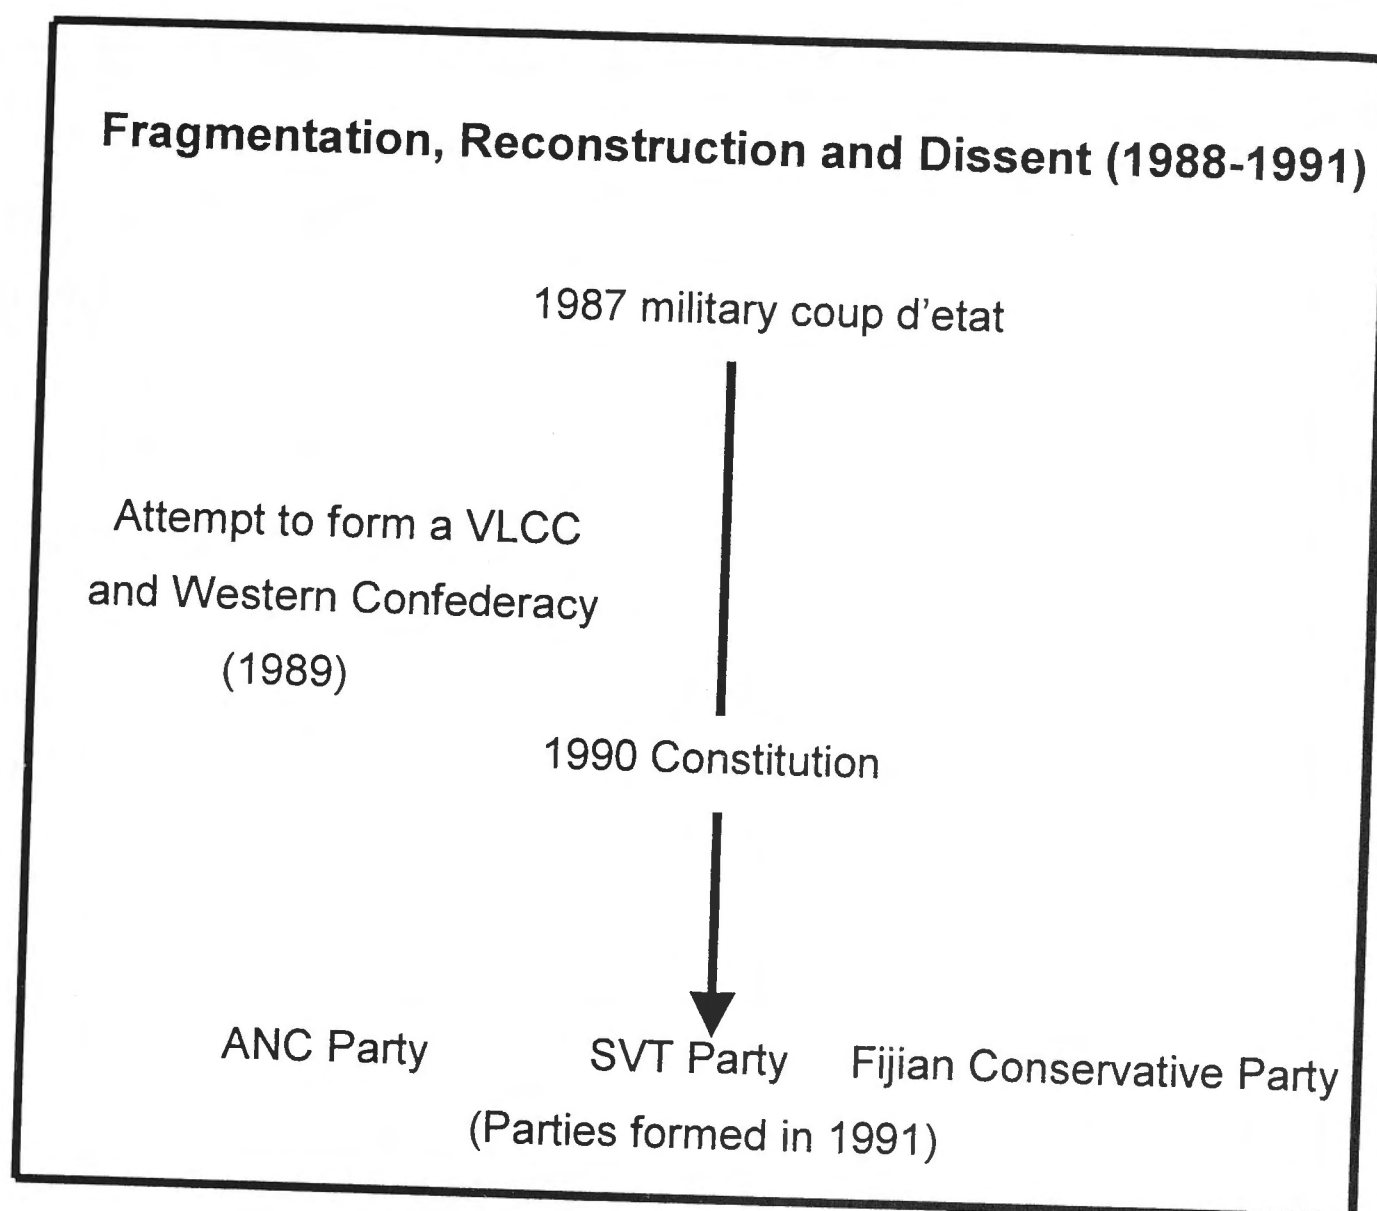 Fragmentation, Reconstruction and Dissent (1988-1991)
1987 military coup d'etat
Attempt to form a VLCC
and Western Confederacy
(1989)
1990 Constitution
ANC Party SVT Party Fijian Conservative Party
(Parties formed in 1991)